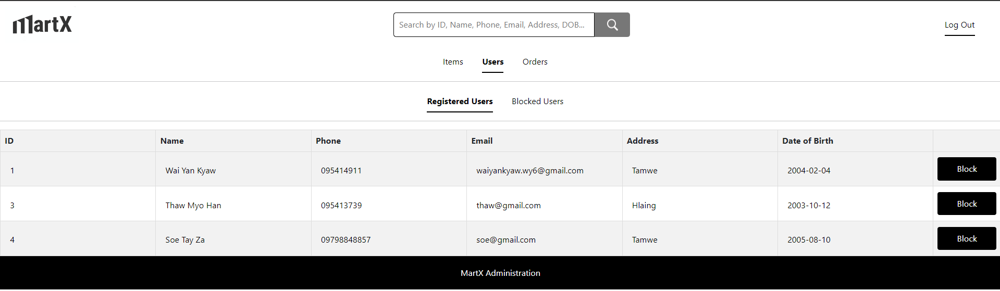 MartX
Search by ID, Name, Phone, Email, Address, DOB...
Log Out
Items Users Orders
Registered Users Blocked Users
ID Name Phone Email Address Date of Birth
1 Wai Yan Kyaw 095414911 waiyankyaw.wy6@gmail.com Tamwe 2004-02-04 Block
3 Thaw Myo Han 095413739 thaw@gmail.com Hlaing 2003-10-12 Block
4 Soe Tay Za 09798848857 soe@gmail.com Tamwe 2005-08-10 Block
MartX Administration